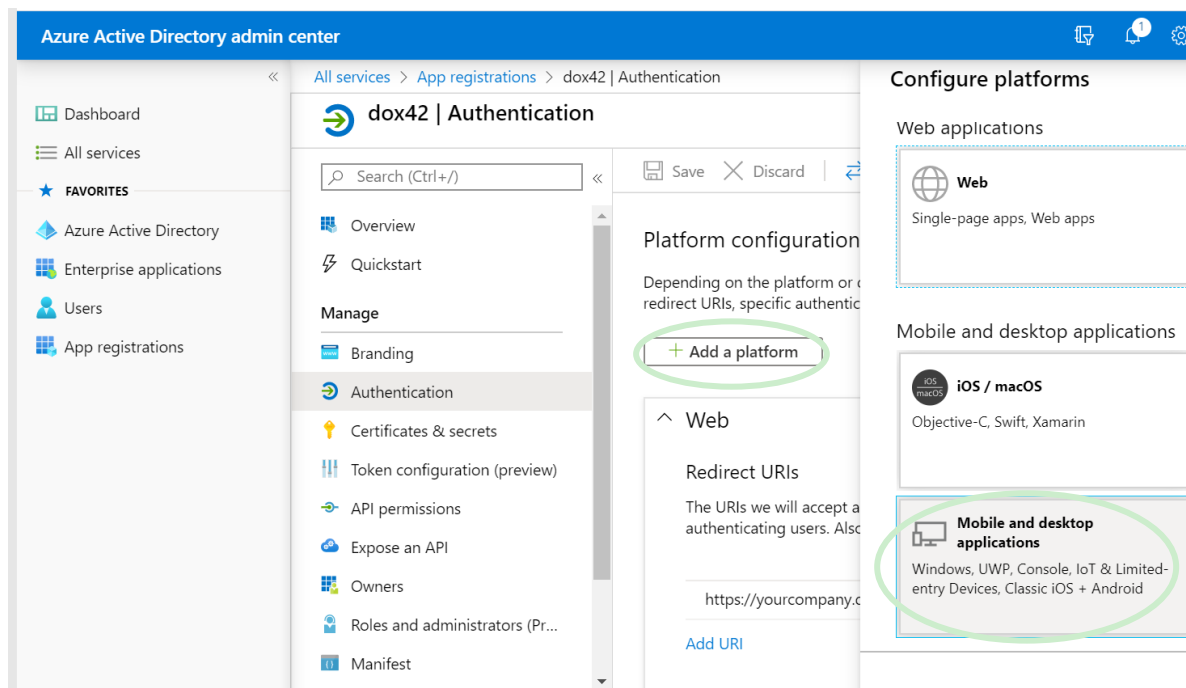 Azure Active Directory admin center
1
«
Dashboard
All services
FAVORITES
Azure Active Directory
Enterprise applications
Users
App registrations
All services > App registrations > dox42 | Authentication
dox42 | Authentication
Search (Ctrl+/)
«
Overview
Quickstart
Manage
Branding
Authentication
Certificates & secrets
Token configuration (preview)
API permissions
Expose an API
Owners
Roles and administrators (Pr...
Manifest
Save Discard
Platform configuration
Depending on the platform or
redirect URIs, specific authentic
+ Add a platform
Web
Redirect URIs
The URIs we will accept a
authenticating users. Also
https://yourcompany.c
Add URI
Configure platforms
Web applications
Web
Single-page apps, Web apps
Mobile and desktop applications
iOS
macOS
iOS / macOS
Objective-C, Swift, Xamarin
Mobile and desktop
applications
Windows, UWP, Console, IoT & Limited-
entry Devices, Classic iOS + Android